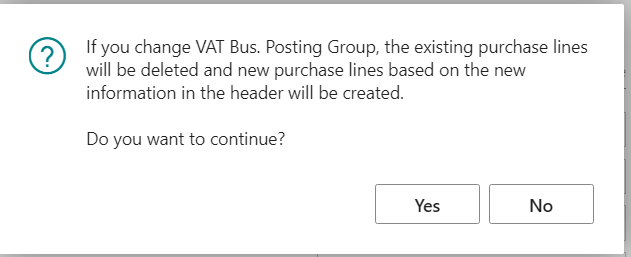 If you change VAT Bus. Posting Group, the existing purchase lines
will be deleted and new purchase lines based on the new
information in the header will be created.
Do you want to continue?
Yes
No